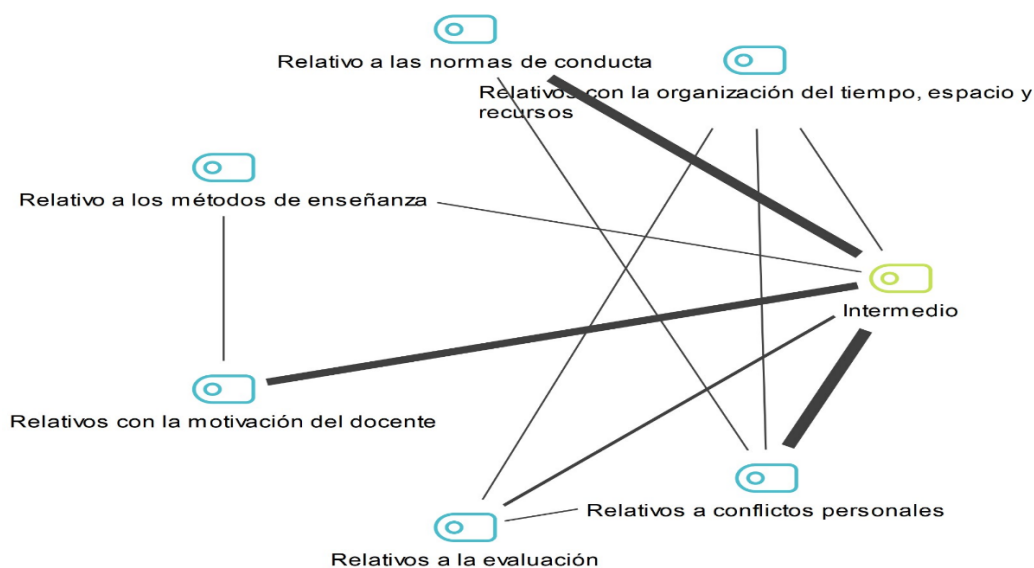 Relativo a las normas de conducta
Relativos con la organización del tiempo, espacio y
recursos
Relativo a los métodos de enseñanza
Intermedio
Relativos con la motivación del docente
Relativos a conflictos personales
Relativos a la evaluación